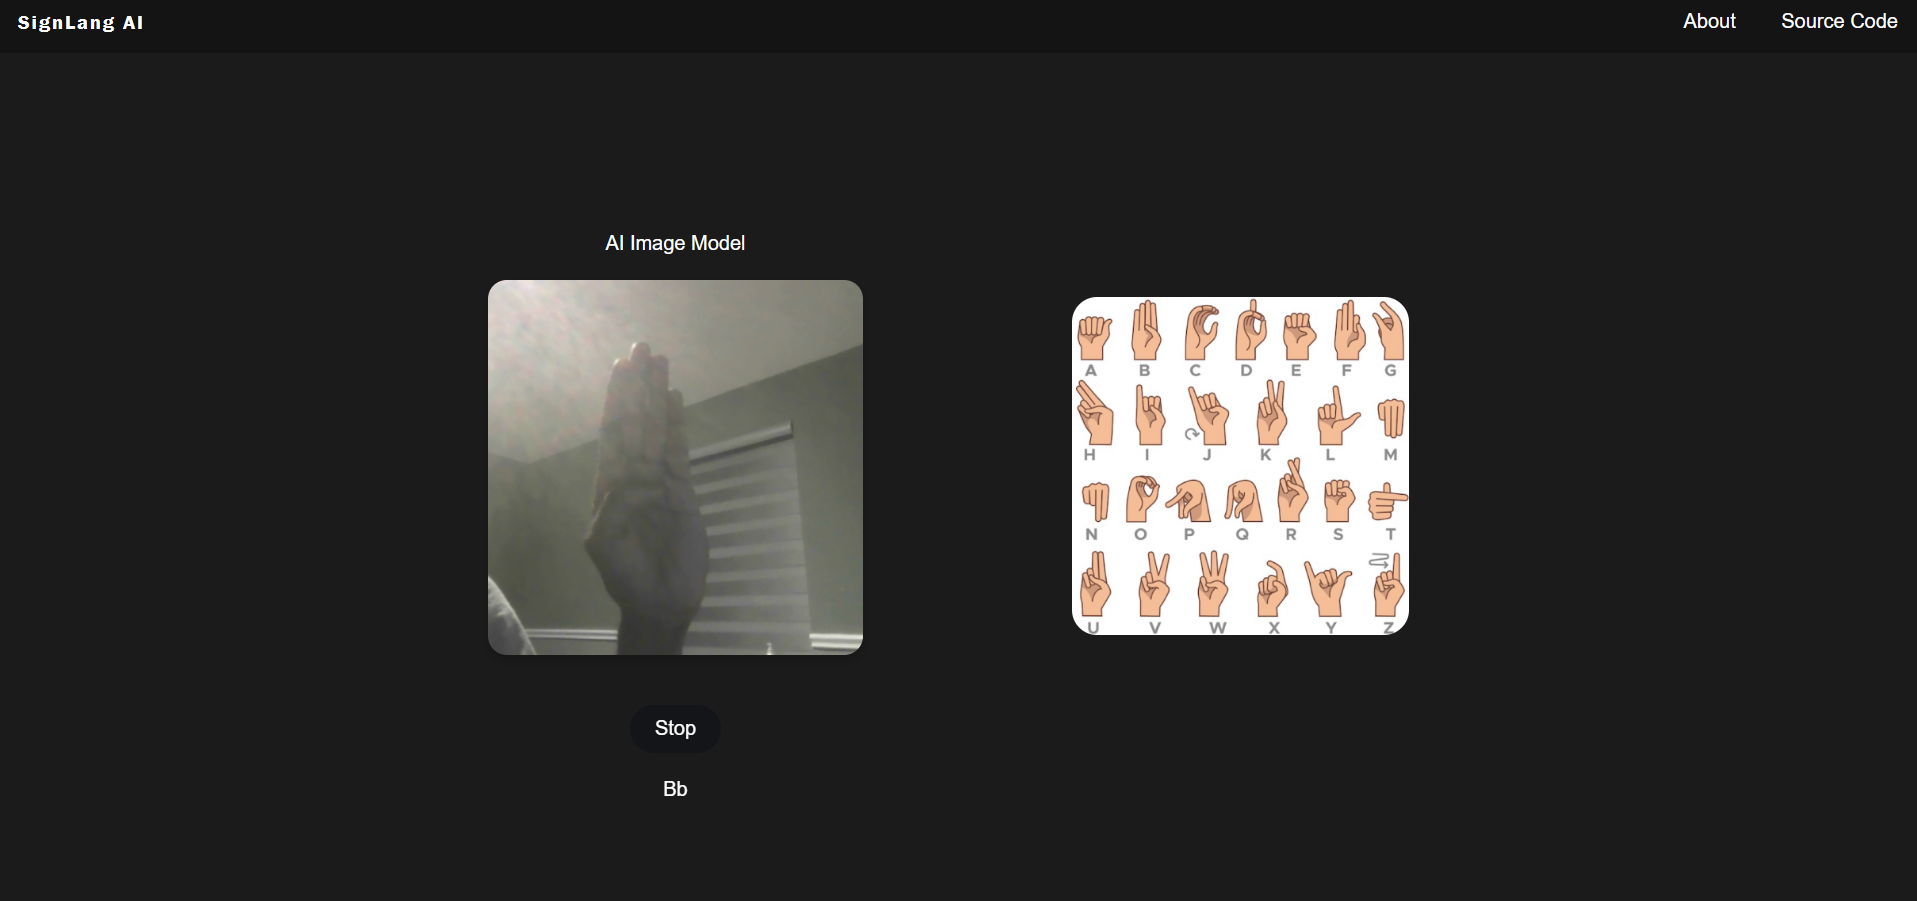 SignLang AI
About Source Code
AI Image Model
Stop
Bb
A B C D E F G
H I J K L M
N O P Q R S T
U V W X Y Z